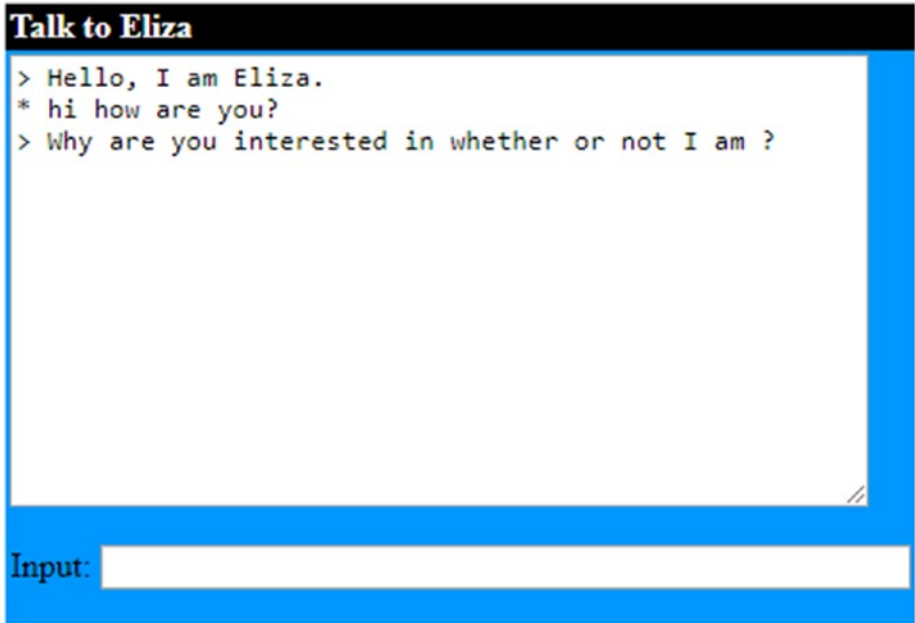 Talk to Eliza
> Hello, I am Eliza.
* hi how are you?
> Why are you interested in whether or not I am ?
Input: